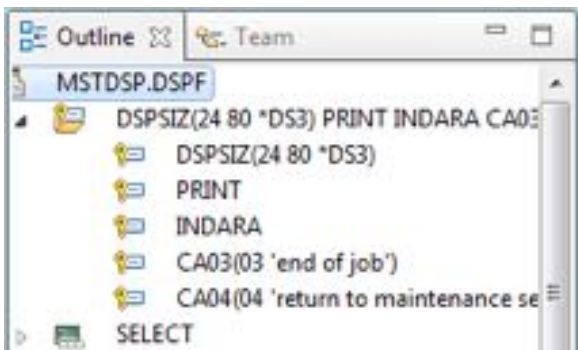 Outline Team
MSTDSP.DSPF
DSPSIZ(24 80 *DS3) PRINT INDARA CA03
DSPSIZ(24 80 *DS3)
PRINT
INDARA
CA03(03 'end of job')
CA04(04 'return to maintenance se
SELECT